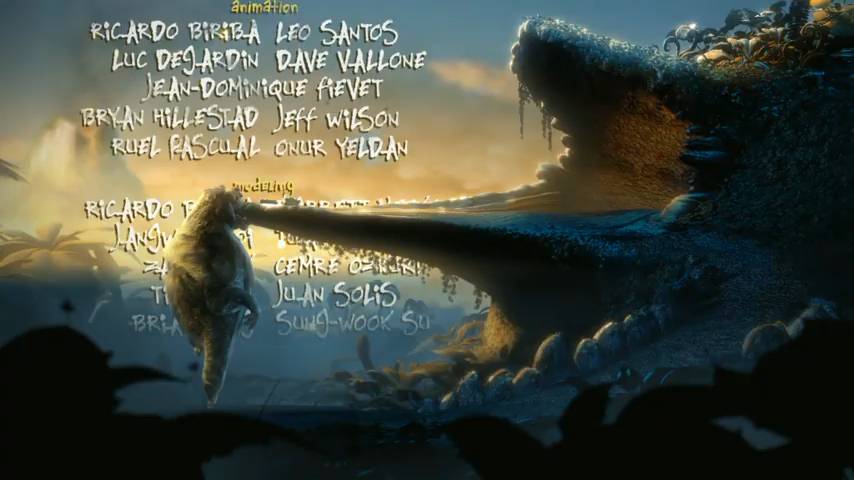 animation
RICARDO BIRIBA LEO SANTOS
LUC DEGARDIN DAVE VALLONE
JEAN-DOMINIQUE FIEVET
BRYAN HILLESTAD JEFF WILSON
RUEL PASCUAL ONUR YELDAN
modeling
RICARDO
CEMRE
JUAN SOLIS
SUNG-WOOK SU